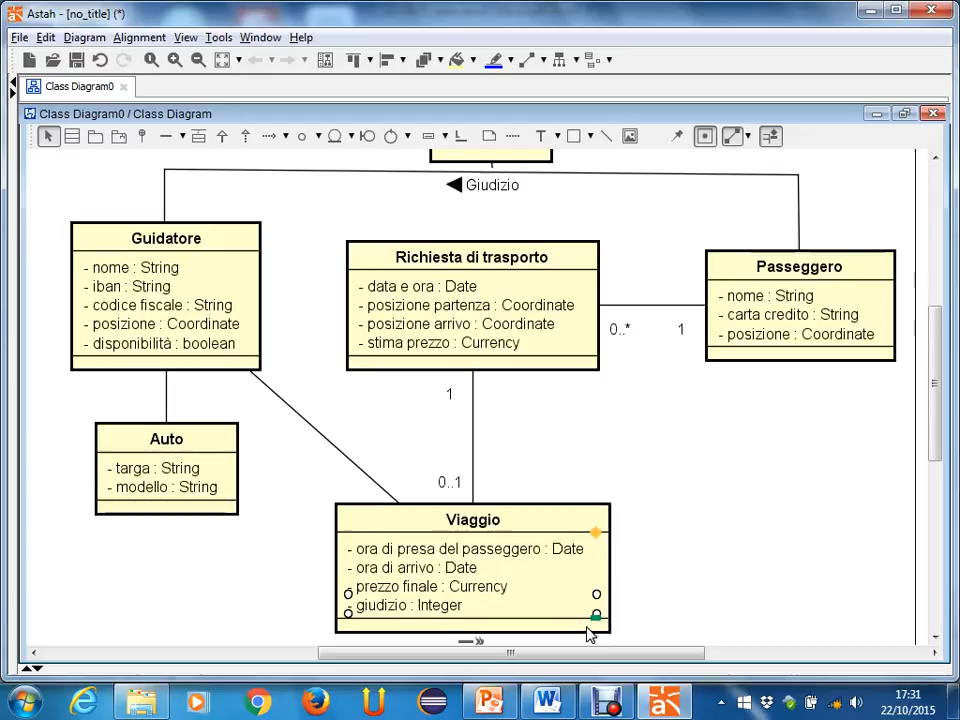 Astah - [no_title] (*)
File Edit Diagram Alignment View Tools Window Help
Class Diagram0
Class Diagram0 / Class Diagram
Giudizio
Guidatore
- nome : String
- iban : String
- codice fiscale : String
- posizione : Coordinate
- disponibilità : boolean
Richiesta di trasporto
- data e ora : Date
- posizione partenza : Coordinate
- posizione arrivo : Coordinate
- stima prezzo : Currency
Passeggero
- nome : String
- carta credito : String
- posizione : Coordinate
0..*
1
1
0..1
Auto
- targa : String
- modello : String
Viaggio
- ora di presa del passeggero : Date
- ora di arrivo : Date
- prezzo finale : Currency
- giudizio : Integer
17:31
22/10/2015